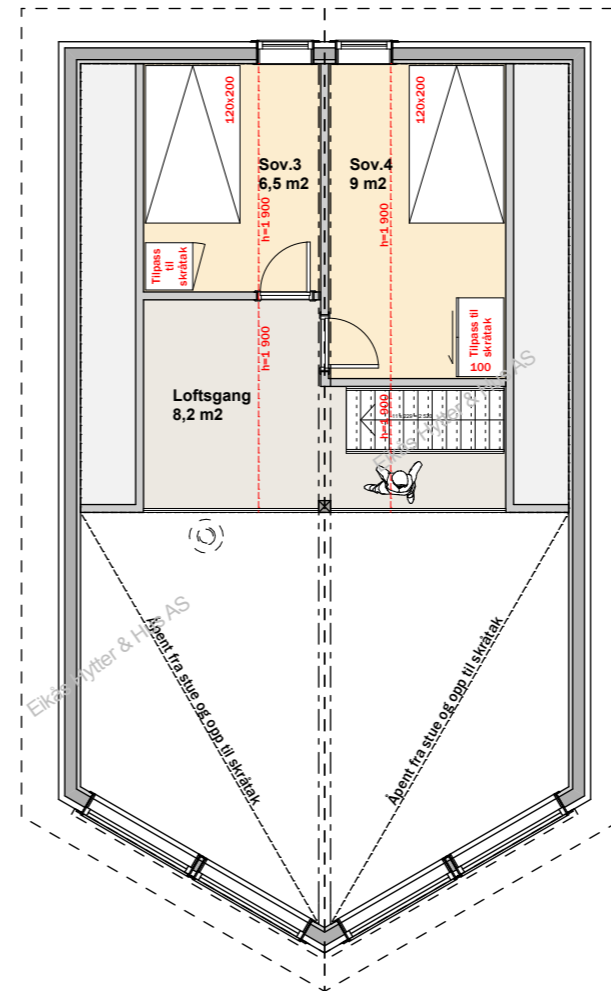 120x200
120x200
Sov.3
6,5 m2
Sov.4
9 m2
h=1 900
h=1 900
Tilpass
til
skråtak
Tilpass til
skråtak
100
h=1 900
h=1 900
Loftsgang
8,2 m2
Eikås Hytter & Hus AS
Eikås Hytter & Hus AS
Åpent fra stue og opp til skråtak
Åpent fra stue og opp til skråtak